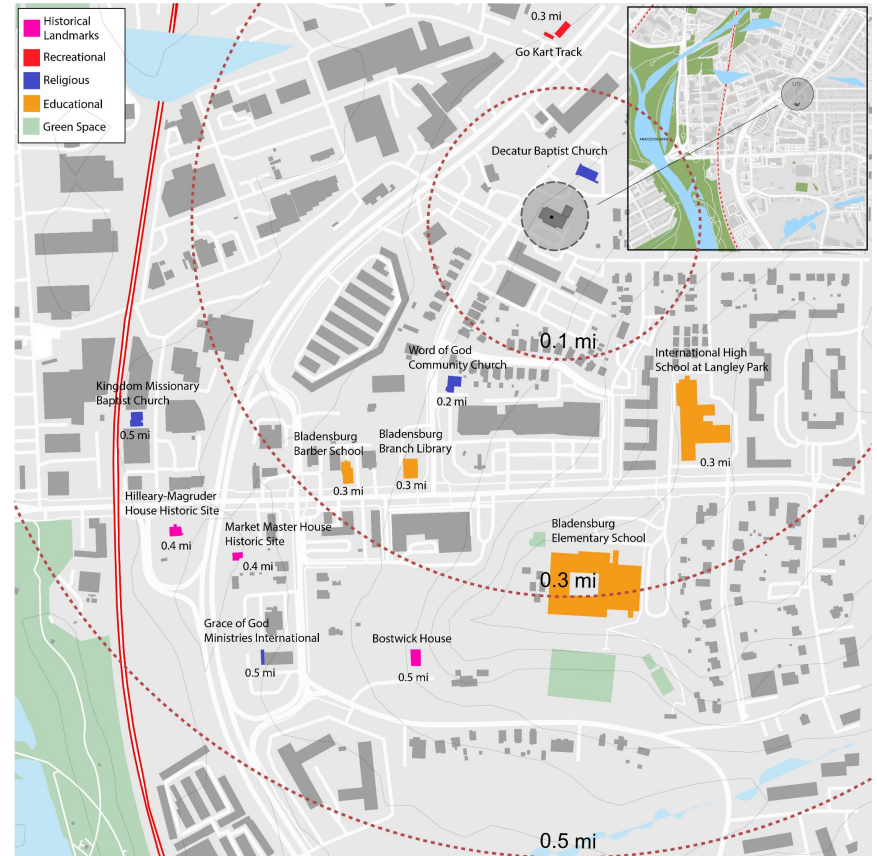 Historical
Landmarks
Recreational
Religious
Educational
Green Space
0.3 mi
Go Kart Track
Decatur Baptist Church
SITE
0.1 mi
Word of God
Community Church
0.2 mi
International High
School at Langley Park
0.3 mi
Kingdom Missionary
Baptist Church
0.5 mi
Bladensburg
Barber School
0.3 mi
Bladensburg
Branch Library
0.3 mi
Hilleary-Magruder
House Historic Site
0.4 mi
Market Master House
Historic Site
0.4 mi
Bladensburg
Elementary School
0.3 mi
Grace of God
Ministries International
0.5 mi
Bostwick House
0.5 mi
0.5 mi